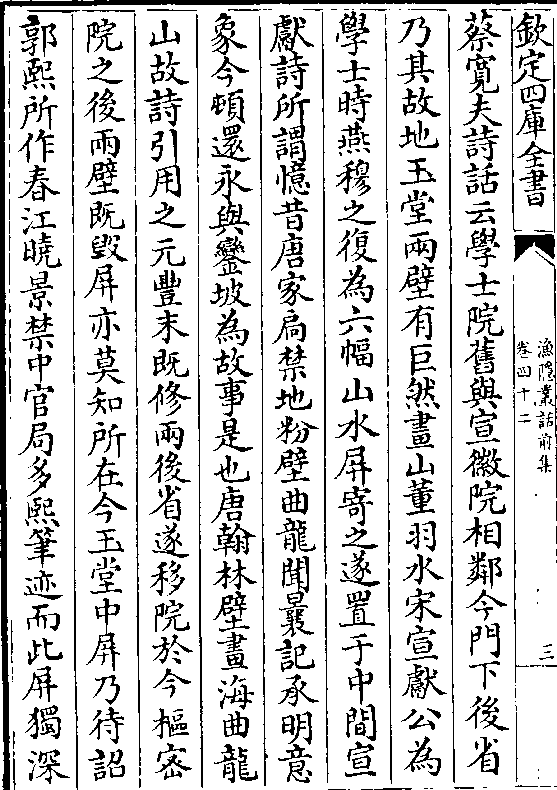 欽定四庫全書
漁隱叢話前集
卷四十二
三
蔡寛夫詩話云學士院舊與宣徽院相鄰今門下後省
乃其故地玉堂兩壁有巨然畫山董羽水宋宣獻公為
學士時燕穆之復為六幅山水屏寄之遂置于中間宣
獻詩所謂憶昔唐家扃禁地粉壁曲龍聞曩記承明意
象今頓還永與鑾坡為故事是也唐翰林壁畫海曲龍
山故詩引用之元豐末既修兩後省遂移院於今樞密
院之後兩壁既毁屏亦莫知所在今玉堂中屏乃待詔
郭熙所作春江曉景禁中官局多熙筆迹而此屏獨深